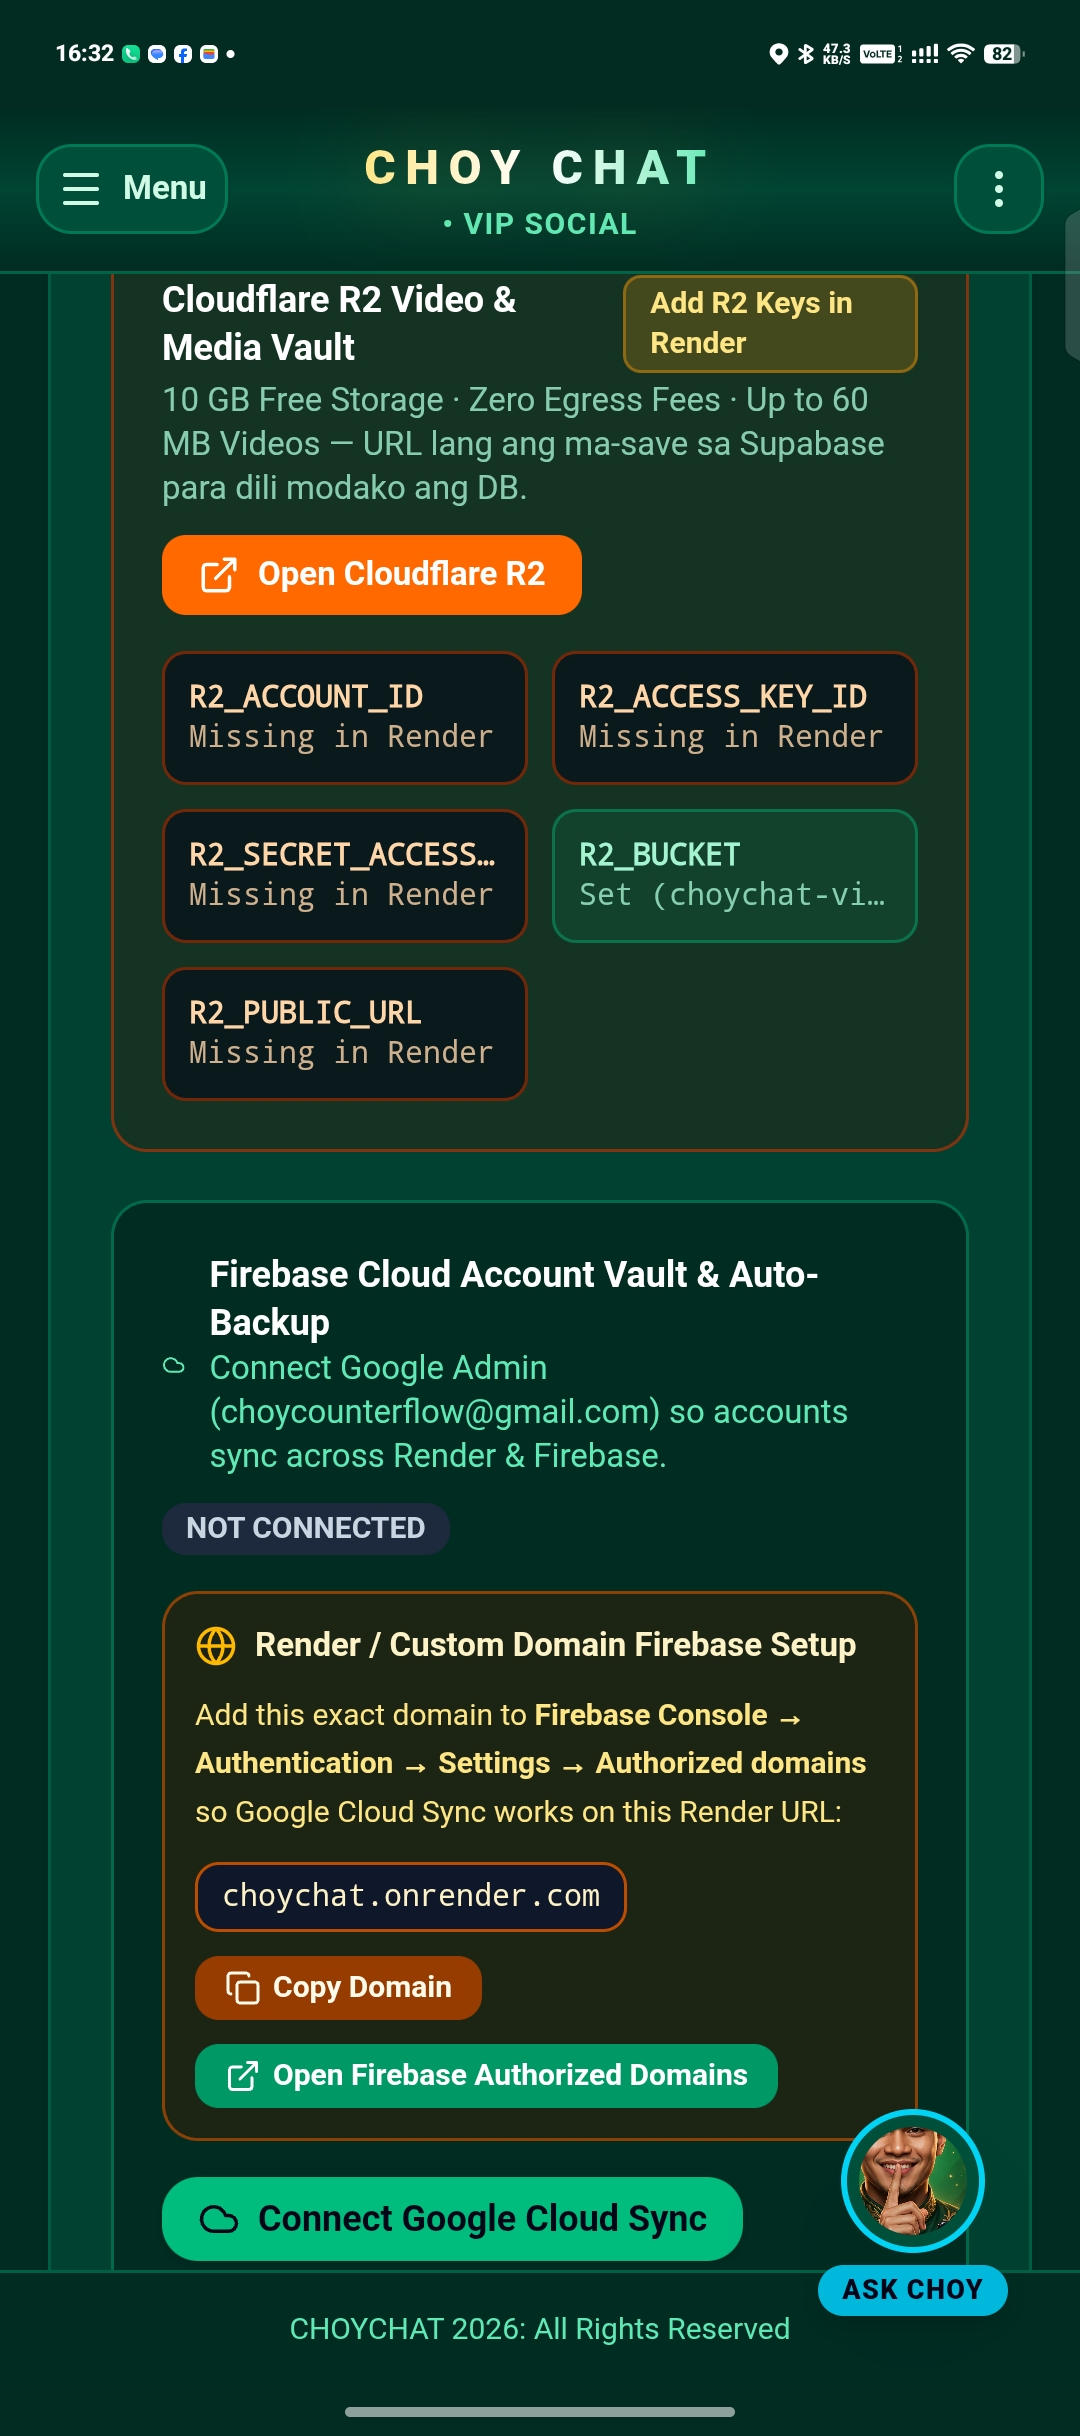 16:32
47.3
KB/S
VoLTE
1
2
82
Menu
CHOY CHAT
• VIP SOCIAL
Cloudflare R2 Video &
Media Vault
Add R2 Keys in
Render
10 GB Free Storage · Zero Egress Fees · Up to 60
MB Videos — URL lang ang ma-save sa Supabase
para dili modako ang DB.
Open Cloudflare R2
R2_ACCOUNT_ID
Missing in Render
R2_ACCESS_KEY_ID
Missing in Render
R2_SECRET_ACCESS…
Missing in Render
R2_BUCKET
Set (choychat-vi…
R2_PUBLIC_URL
Missing in Render
Firebase Cloud Account Vault & Auto-
Backup
Connect Google Admin
(choycounterflow@gmail.com) so accounts
sync across Render & Firebase.
NOT CONNECTED
Render / Custom Domain Firebase Setup
Add this exact domain to Firebase Console →
Authentication → Settings → Authorized domains
so Google Cloud Sync works on this Render URL:
choychat.onrender.com
Copy Domain
Open Firebase Authorized Domains
Connect Google Cloud Sync
ASK CHOY
CHOYCHAT 2026: All Rights Reserved